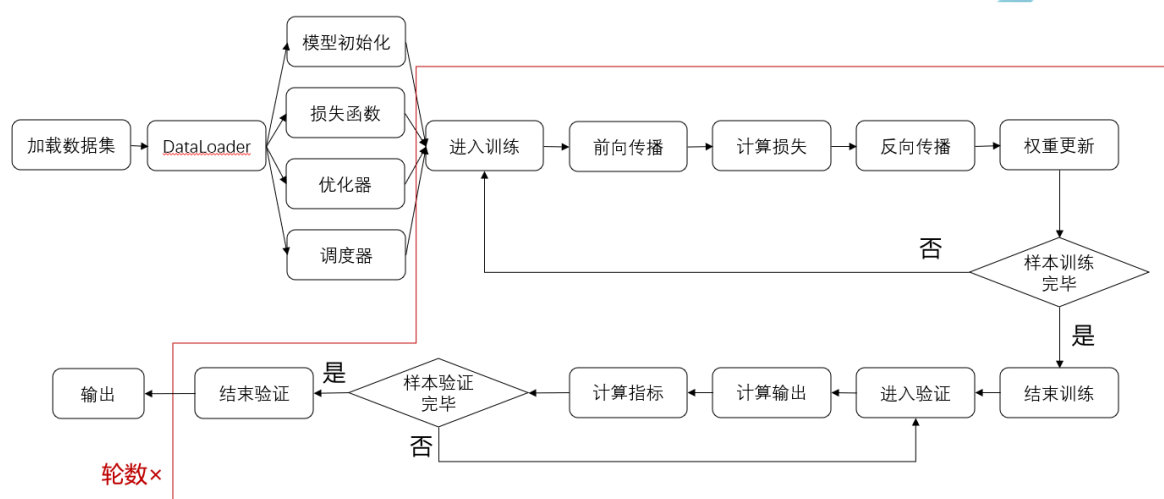 模型初始化
损失函数
优化器
调度器
加载数据集
DataLoader
进入训练
前向传播
计算损失
反向传播
权重更新
否
样本训练
完毕
是
输出
结束验证
是
样本验证
完毕
否
计算指标
计算输出
进入验证
结束训练
轮数×